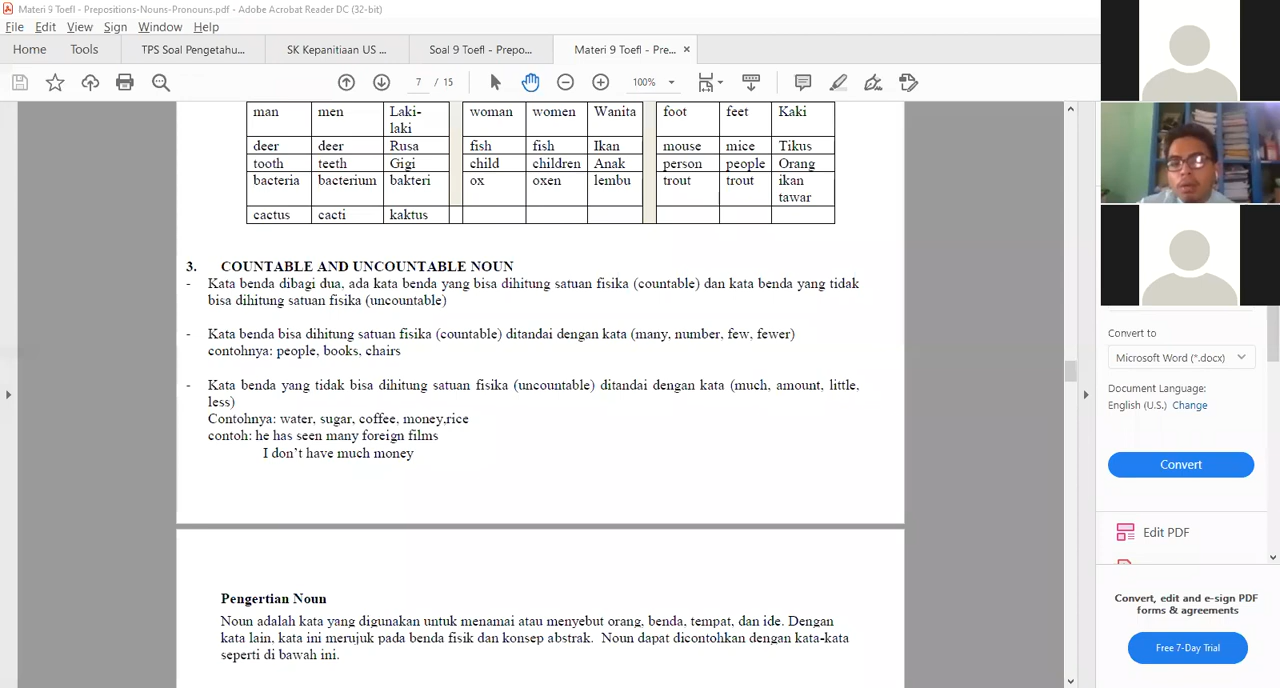 Materi 9 Toefl - Prepositions-Nouns-Pronouns.pdf - Adobe Acrobat Reader DC (32-bit)
File Edit View Sign Window Help
Home Tools TPS Soal Pengetahu... SK Kepanitiaan US ... Soal 9 Toefl - Prepo... Materi 9 Toefl - Pre... ×
7 / 15 100%
man men Laki-laki woman women Wanita foot feet Kaki
deer deer Rusa fish fish Ikan mouse mice Tikus
tooth teeth Gigi child children Anak person people Orang
bacteria bacterium bakteri ox oxen lembu trout trout ikan tawar
cactus cacti kaktus
3. COUNTABLE AND UNCOUNTABLE NOUN
- Kata benda dibagi dua, ada kata benda yang bisa dihitung satuan fisika (countable) dan kata benda yang tidak
bisa dihitung satuan fisika (uncountable)
- Kata benda bisa dihitung satuan fisika (countable) ditandai dengan kata (many, number, few, fewer)
contohnya: people, books, chairs
- Kata benda yang tidak bisa dihitung satuan fisika (uncountable) ditandai dengan kata (much, amount, little,
less)
Contohnya: water, sugar, coffee, money,rice
contoh: he has seen many foreign films
I don't have much money
Pengertian Noun
Noun adalah kata yang digunakan untuk menamai atau menyebut orang, benda, tempat, dan ide. Dengan
kata lain, kata ini merujuk pada benda fisik dan konsep abstrak. Noun dapat dicontohkan dengan kata-kata
seperti di bawah ini.
Convert to
Microsoft Word (*.docx)
Document Language:
English (U.S.) Change
Convert
Edit PDF
Convert, edit and e-sign PDF
forms & agreements
Free 7-Day Trial